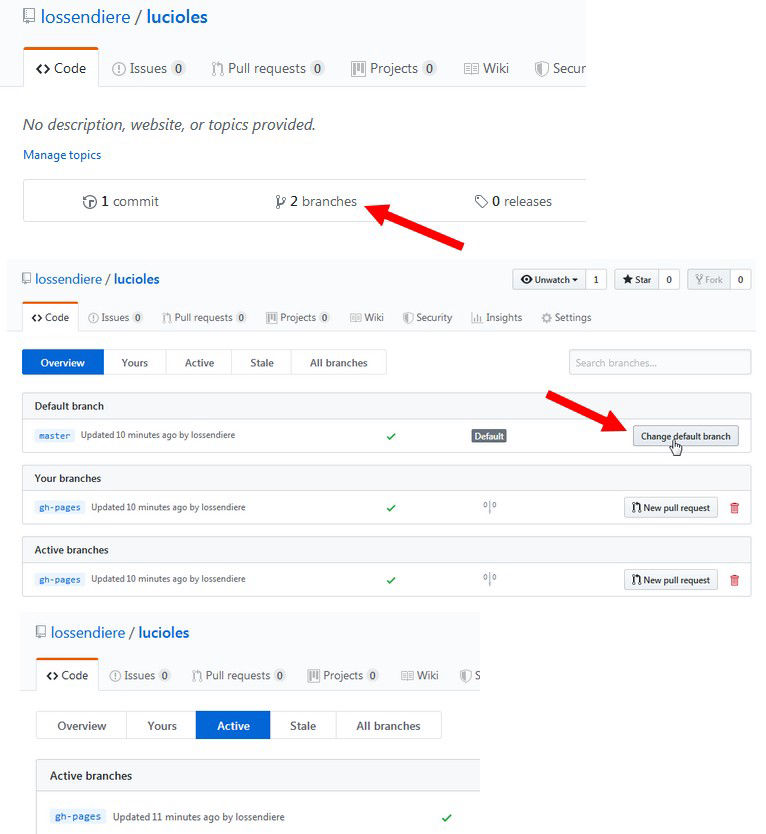 lossendiere / lucioles
Code Issues 0 Pull requests 0 Projects 0 Wiki Secur
No description, website, or topics provided.
Manage topics
1 commit 2 branches 0 releases
lossendiere / lucioles Unwatch 1 Star 0 Fork 0
Code Issues 0 Pull requests 0 Projects 0 Wiki Security Insights Settings
Overview Yours Active Stale All branches Search branches...
Default branch
master Updated 10 minutes ago by lossendiere Default Change default branch
Your branches
gh-pages Updated 10 minutes ago by lossendiere 0 0 New pull request
Active branches
gh-pages Updated 10 minutes ago by lossendiere 0 0 New pull request
lossendiere / lucioles
Code Issues 0 Pull requests 0 Projects 0 Wiki S
Overview Yours Active Stale All branches
Active branches
gh-pages Updated 11 minutes ago by lossendiere